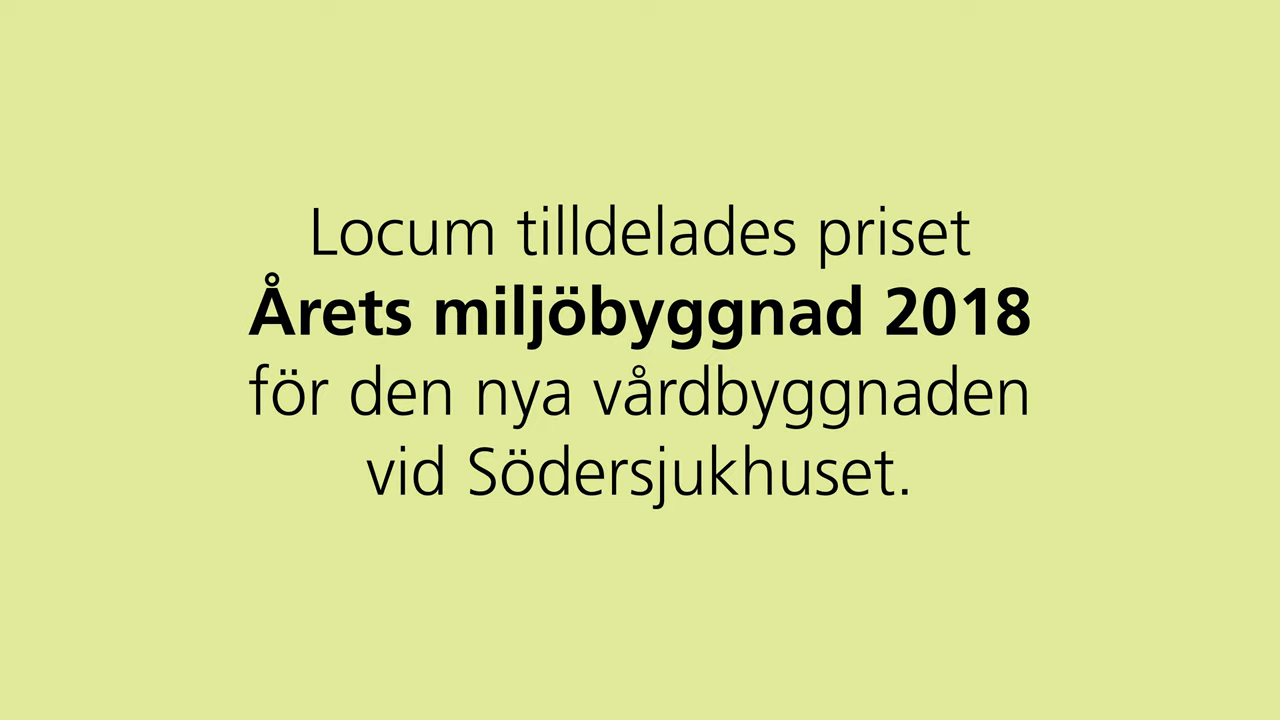 Locum tilldelades priset
Årets miljöbyggnad 2018
för den nya vårdbyggnaden
vid Södersjukhuset.